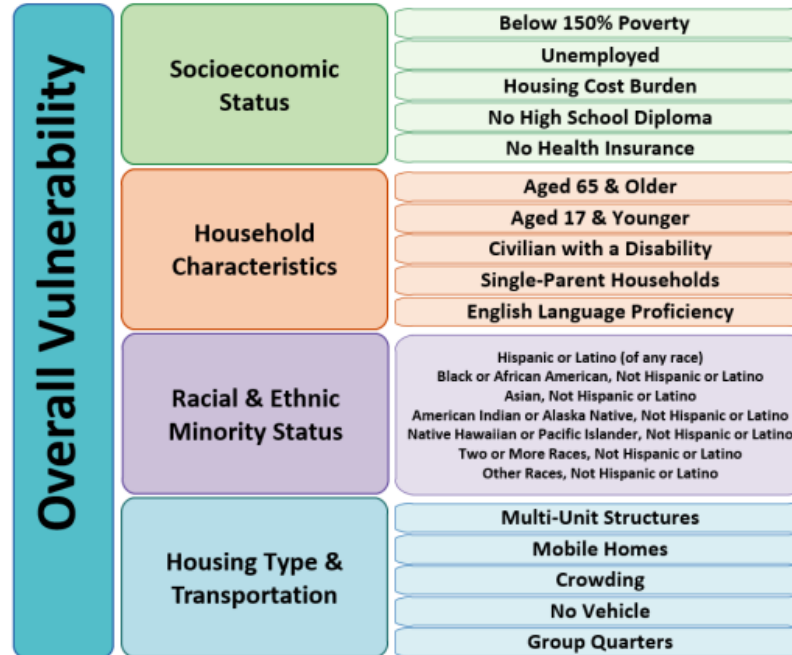 Overall Vulnerability
Socioeconomic
Status
Below 150% Poverty
Unemployed
Housing Cost Burden
No High School Diploma
No Health Insurance
Household
Characteristics
Aged 65 & Older
Aged 17 & Younger
Civilian with a Disability
Single-Parent Households
English Language Proficiency
Racial & Ethnic
Minority Status
Hispanic or Latino (of any race)
Black or African American, Not Hispanic or Latino
Asian, Not Hispanic or Latino
American Indian or Alaska Native, Not Hispanic or Latino
Native Hawaiian or Pacific Islander, Not Hispanic or Latino
Two or More Races, Not Hispanic or Latino
Other Races, Not Hispanic or Latino
Housing Type &
Transportation
Multi-Unit Structures
Mobile Homes
Crowding
No Vehicle
Group Quarters